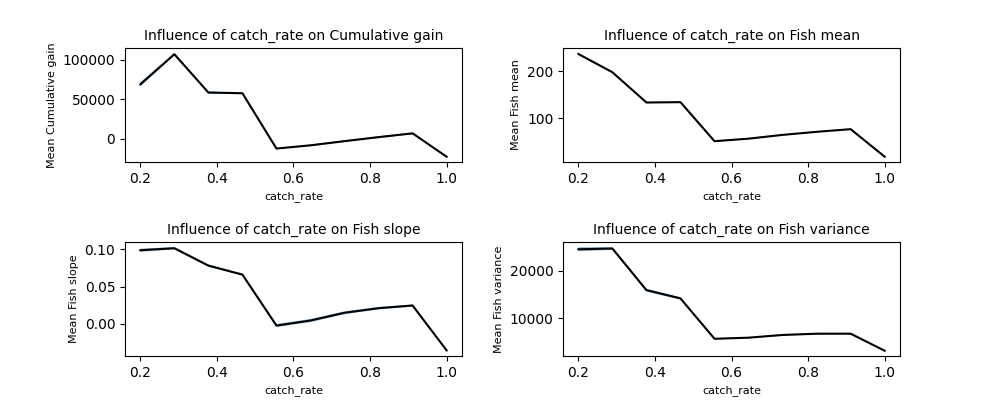 Influence of catch_rate on Cumulative gain
Mean Cumulative gain
100000
50000
0
0.2 0.4 0.6 0.8 1.0
catch_rate
Influence of catch_rate on Fish mean
Mean Fish mean
200
100
0.2 0.4 0.6 0.8 1.0
catch_rate
Influence of catch_rate on Fish slope
Mean Fish slope
0.10
0.05
0.00
0.2 0.4 0.6 0.8 1.0
catch_rate
Influence of catch_rate on Fish variance
Mean Fish variance
20000
10000
0.2 0.4 0.6 0.8 1.0
catch_rate